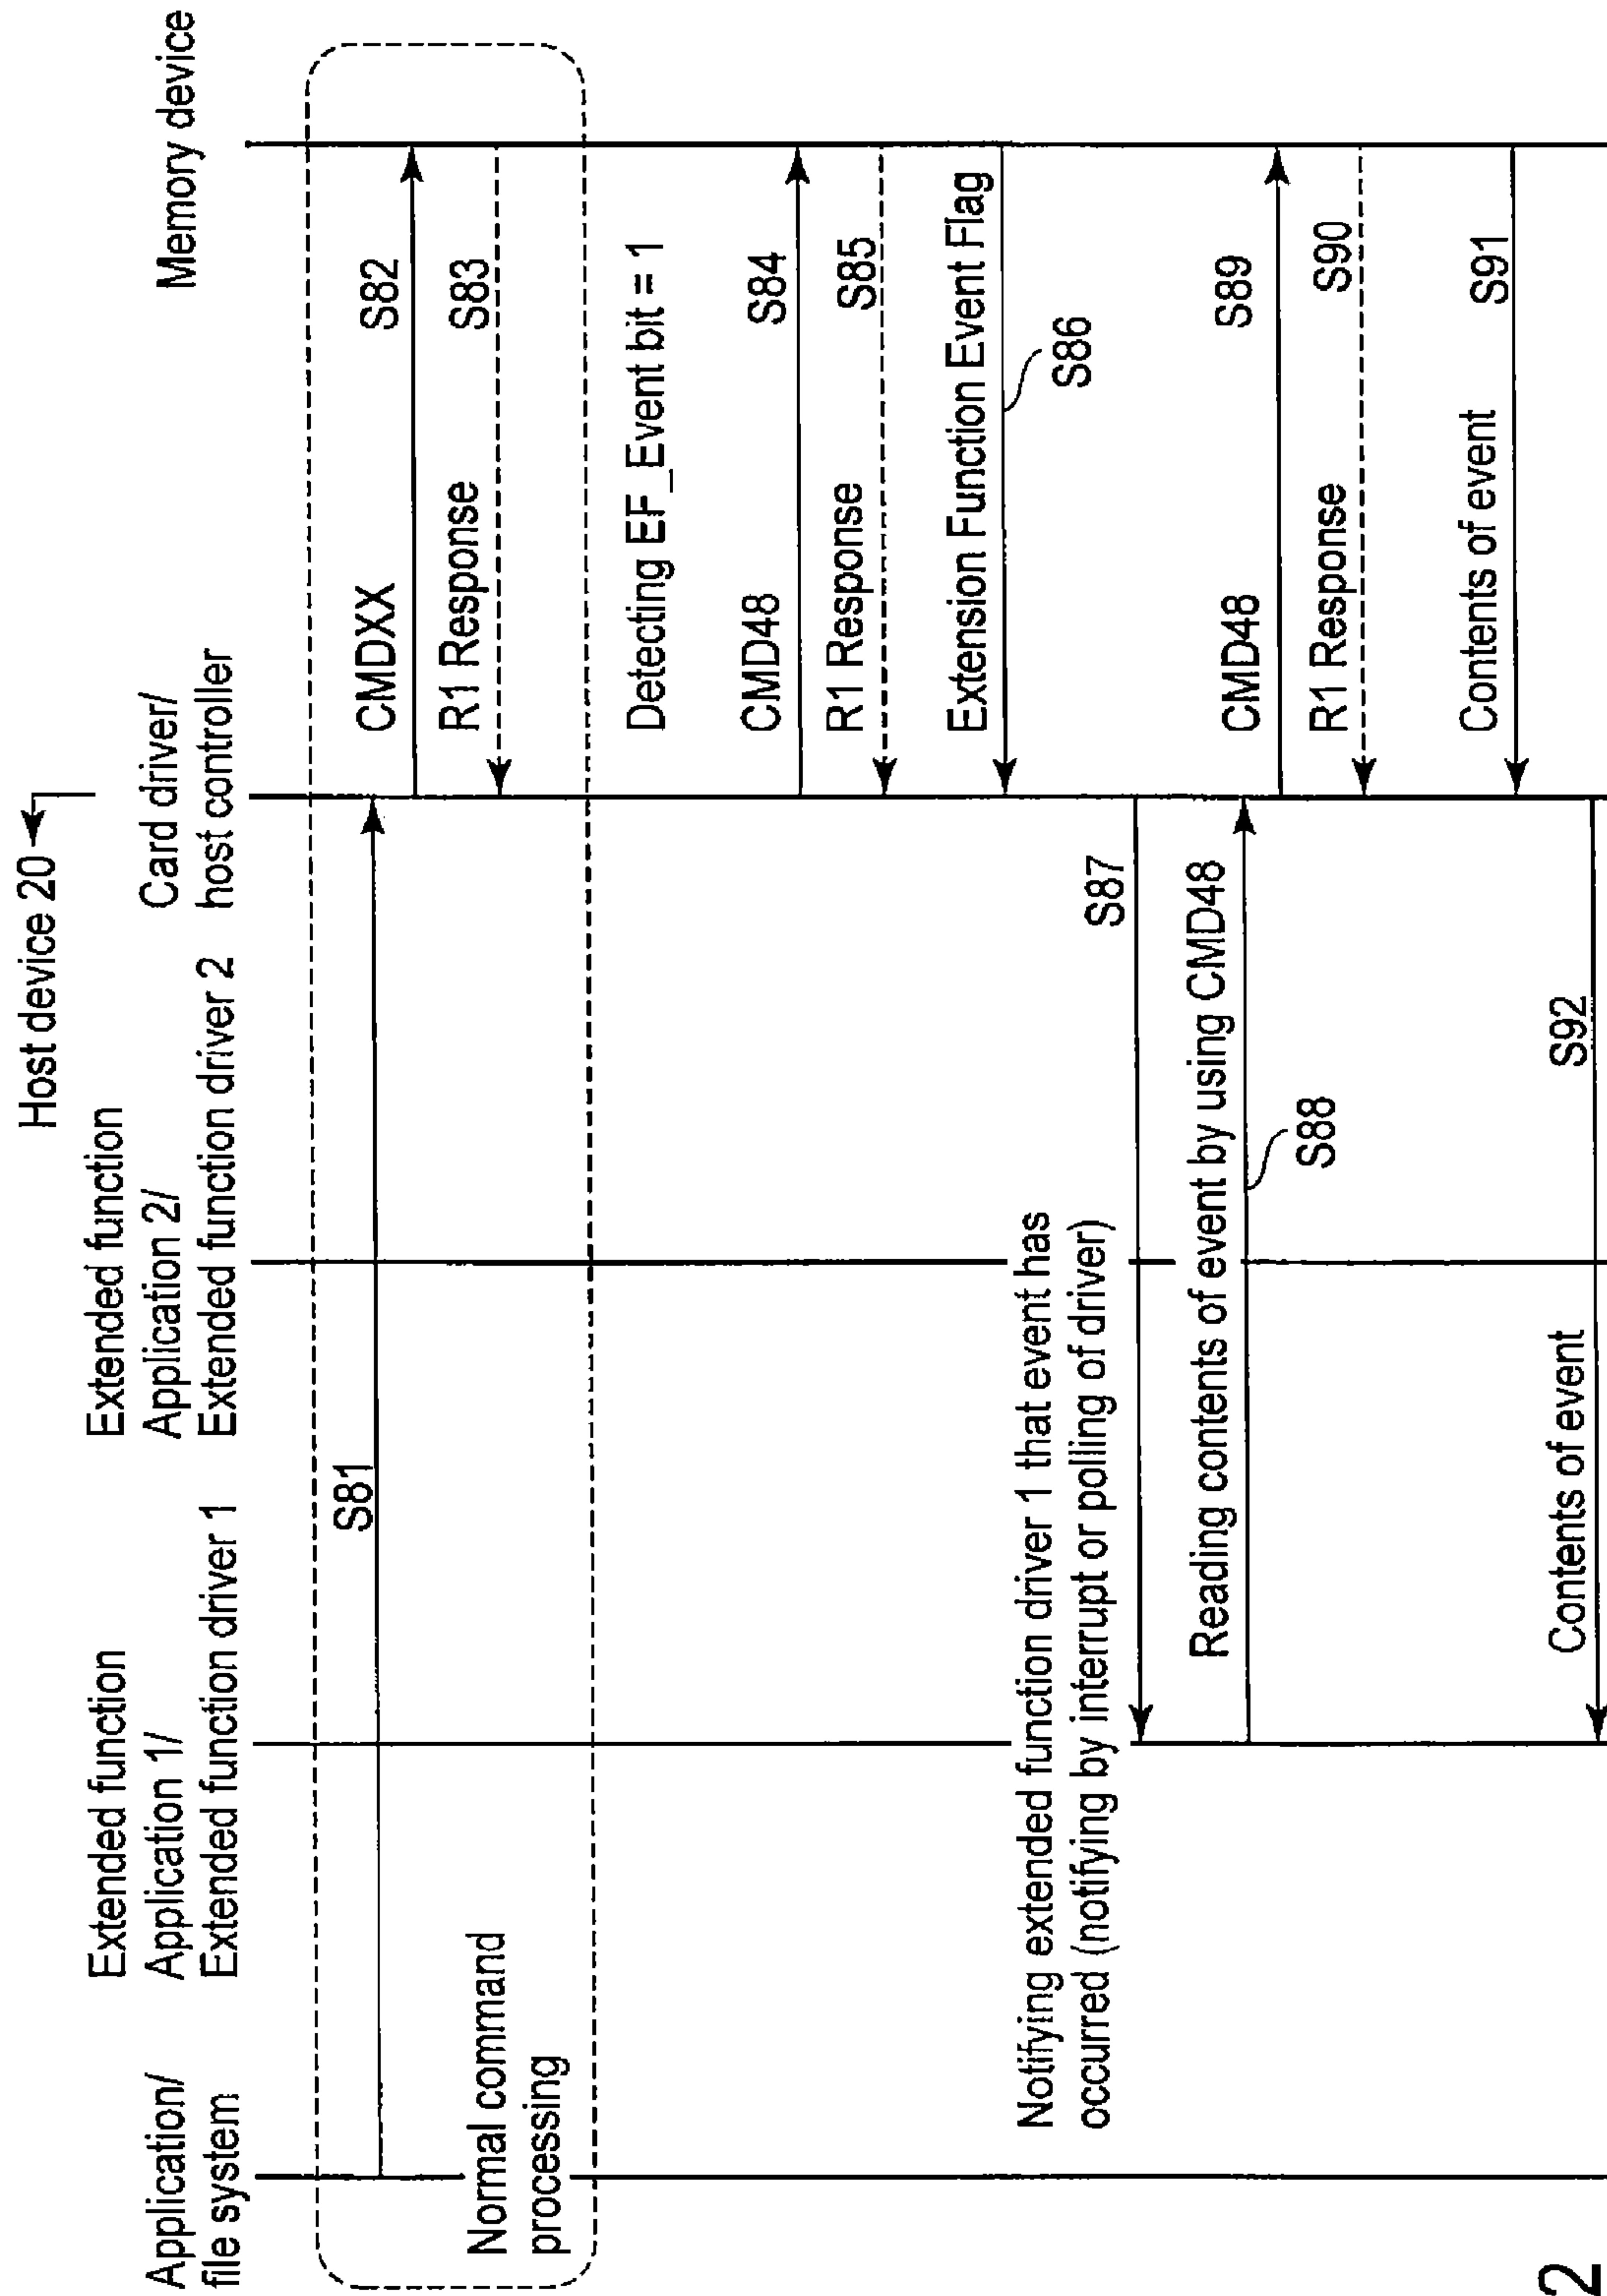 Host device 20
Application/
file system
Extended function
Application 1/
Extended function driver 1
Extended function
Application 2/
Extended function driver 2
Card driver/
host controller
Memory device
S81
CMDXX
S82
R1 Response
S83
Normal command
processing
Detecting EF_Event bit = 1
CMD48
S84
R1 Response
S85
Extension Function Event Flag
S86
Notifying extended function driver 1 that event has
occurred (notifying by interrupt or polling of driver)
S87
Reading contents of event by using CMD48
S88
CMD48
S89
R1 Response
S90
Contents of event
S91
Contents of event
S92
2